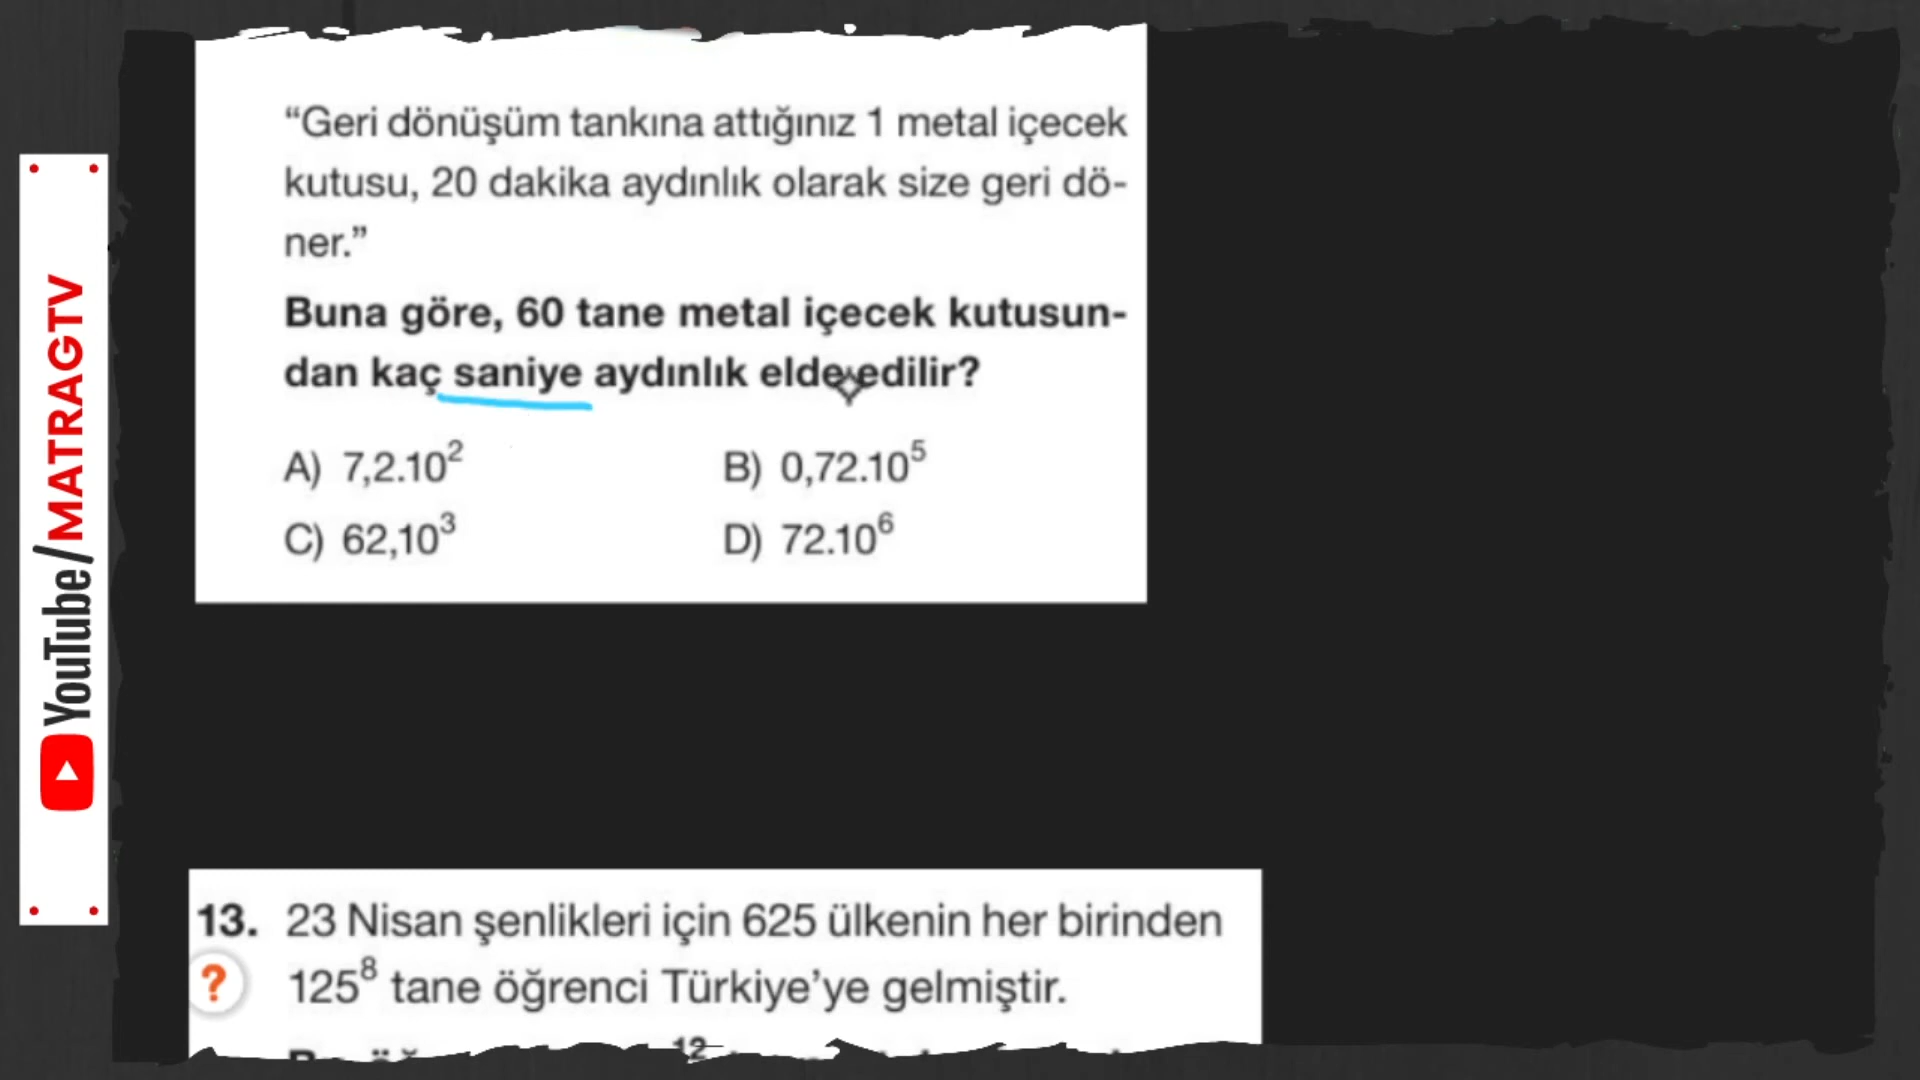 YouTube/MATRAGTV
“Geri dönüşüm tankına attığınız 1 metal içecek
kutusu, 20 dakika aydınlık olarak size geri dö-
ner.”
Buna göre, 60 tane metal içecek kutusun-
dan kaç saniye aydınlık elde edilir?
A) 7,2.10²
B) 0,72.10⁵
C) 62,10³
D) 72.10⁶
13. 23 Nisan şenlikleri için 625 ülkenin her birinden
? 125⁸ tane öğrenci Türkiye’ye gelmiştir.
12